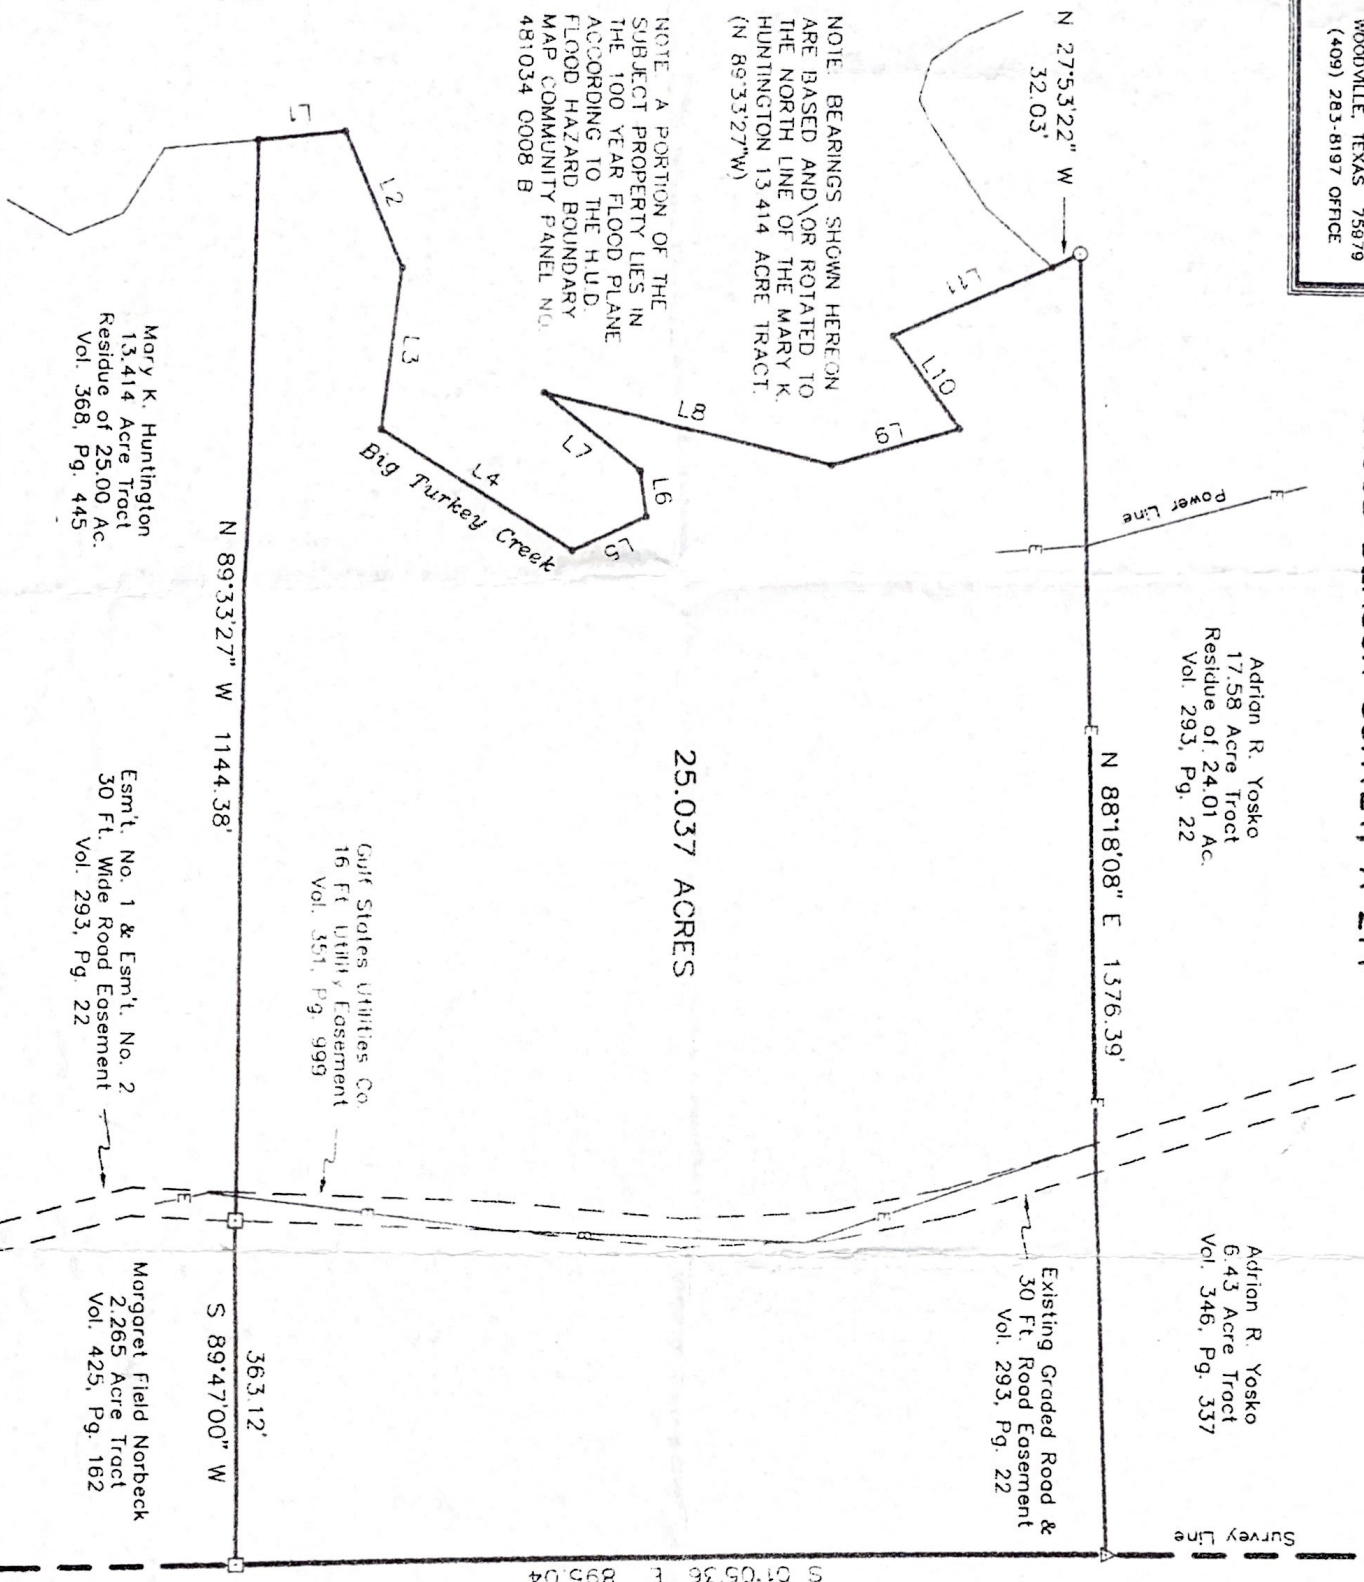 WOODVILLE, TEXAS 75979
(409) 283-8197 OFFICE
N 27°53'22" W
32.03'
NOTE: BEARINGS SHOWN HEREON
ARE BASED AND\OR ROTATED TO
THE NORTH LINE OF THE MARY K.
HUNTINGTON 13.414 ACRE TRACT.
(N 89°33'27"W)
NOTE: A PORTION OF THE
SUBJECT PROPERTY LIES IN
THE 100 YEAR FLOOD PLANE
ACCORDING TO THE H.U.D.
FLOOD HAZARD BOUNDARY
MAP COMMUNITY PANEL NO.
481034 0008 B
L11
L10
L9
L8
L7
L6
L5
L4
L3
L2
L1
Big Turkey Creek
Power Line
E
E
E
E
E
E
E
E
E
Adrian R. Yosko
17.58 Acre Tract
Residue of 24.01 Ac.
Vol. 293, Pg. 22
N 88°18'08" E 1376.39'
Adrian R. Yosko
6.43 Acre Tract
Vol. 346, Pg. 337
Survey Line
Existing Graded Road &
30 Ft. Road Easement
Vol. 293, Pg. 22
25.037 ACRES
Gulf States Utilities Co.
16 Ft. Utility Easement
Vol. 351, Pg. 999
N 89°33'27" W 1144.38'
Mary K. Huntington
13.414 Acre Tract
Residue of 25.00 Ac.
Vol. 368, Pg. 445
Esm't. No. 1 & Esm't. No. 2
30 Ft. Wide Road Easement
Vol. 293, Pg. 22
363.12'
S 89°47'00" W
Margaret Field Norbeck
2.265 Acre Tract
Vol. 425, Pg. 162
S 01°05'36" E 895.04'